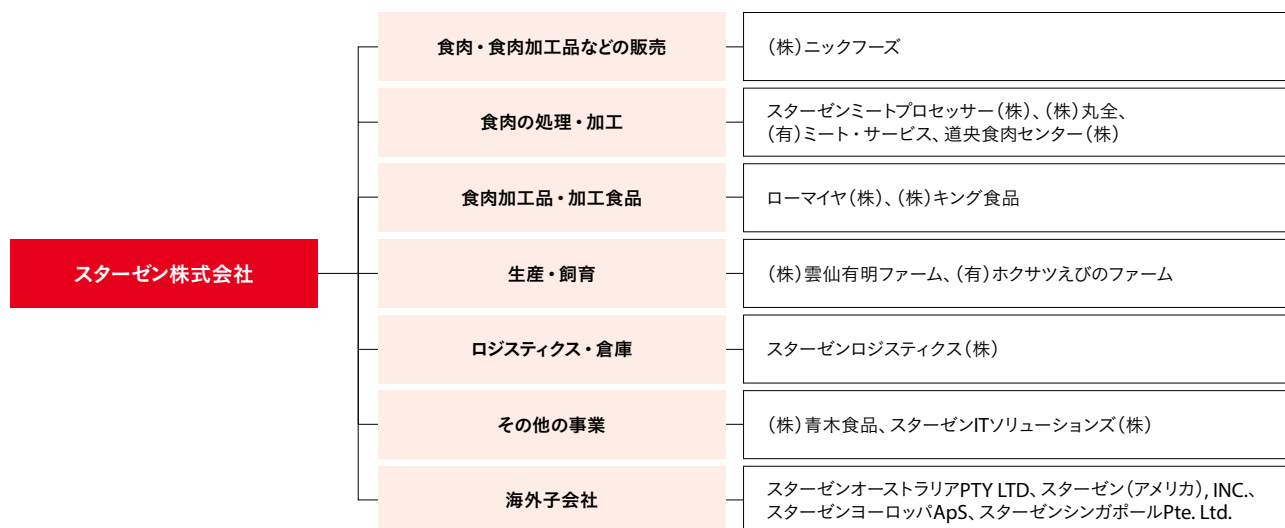 食肉・食肉加工品などの販売
(株)ニックフーズ
食肉の処理・加工
スターゼンミートプロセッサー(株)、(株)丸全、
(有)ミート・サービス、道央食肉センター(株)
食肉加工品・加工食品
ローマイヤ(株)、(株)キング食品
スターゼン株式会社
生産・飼育
(株)雲仙有明ファーム、(有)ホクサツえびのファーム
ロジスティクス・倉庫
スターゼンロジスティクス(株)
その他の事業
(株)青木食品、スターゼンITソリューションズ(株)
海外子会社
スターゼンオーストラリアPTY LTD、スターゼン(アメリカ), INC.、
スターゼンヨーロッパApS、スターゼンシンガポールPte. Ltd.